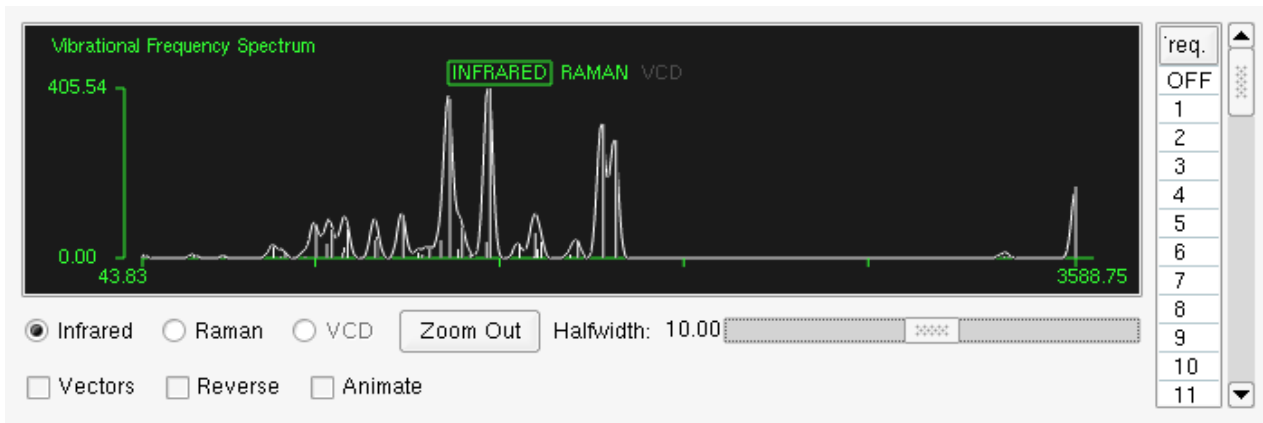 Vibrational Frequency Spectrum
INFRARED RAMAN VCD
405.54
0.00
43.83
3588.75
Infrared Raman VCD Zoom Out Halfwidth: 10.00
Vectors Reverse Animate
req.
OFF
1
2
3
4
5
6
7
8
9
10
11